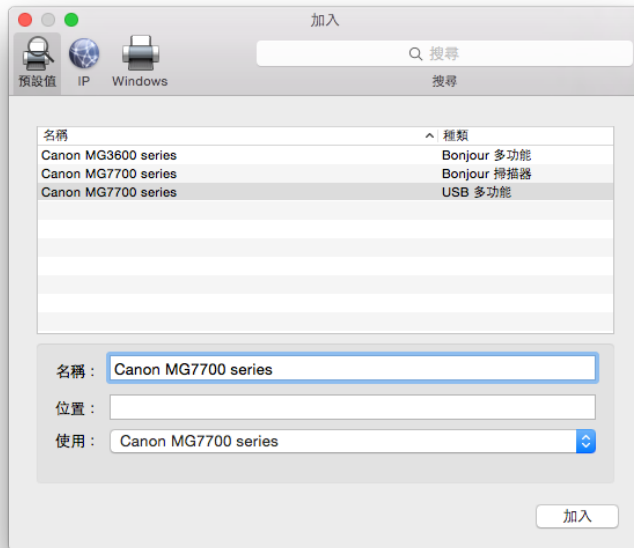 加入
預設值 IP Windows
搜尋
搜尋
名稱 種類
Canon MG3600 series Bonjour 多功能
Canon MG7700 series Bonjour 掃描器
Canon MG7700 series USB 多功能
名稱： Canon MG7700 series
位置：
使用： Canon MG7700 series
加入